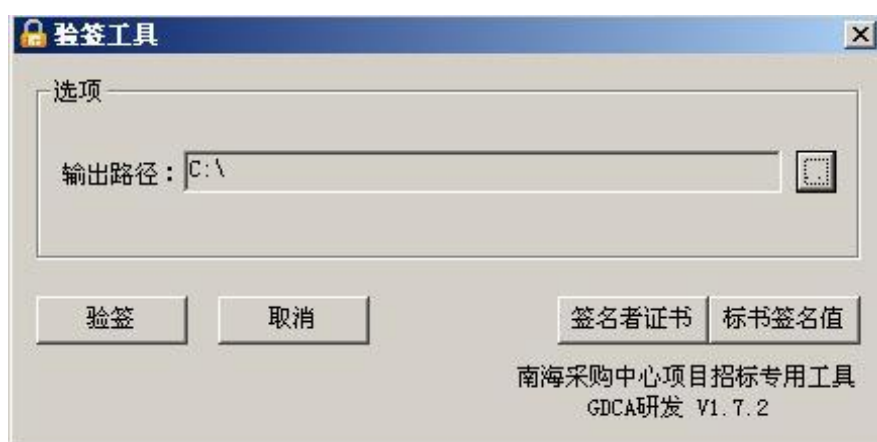 验签工具
选项
输出路径：C:\
验签 取消 签名者证书 标书签名值
南海采购中心项目招标专用工具
GDCA研发 V1.7.2